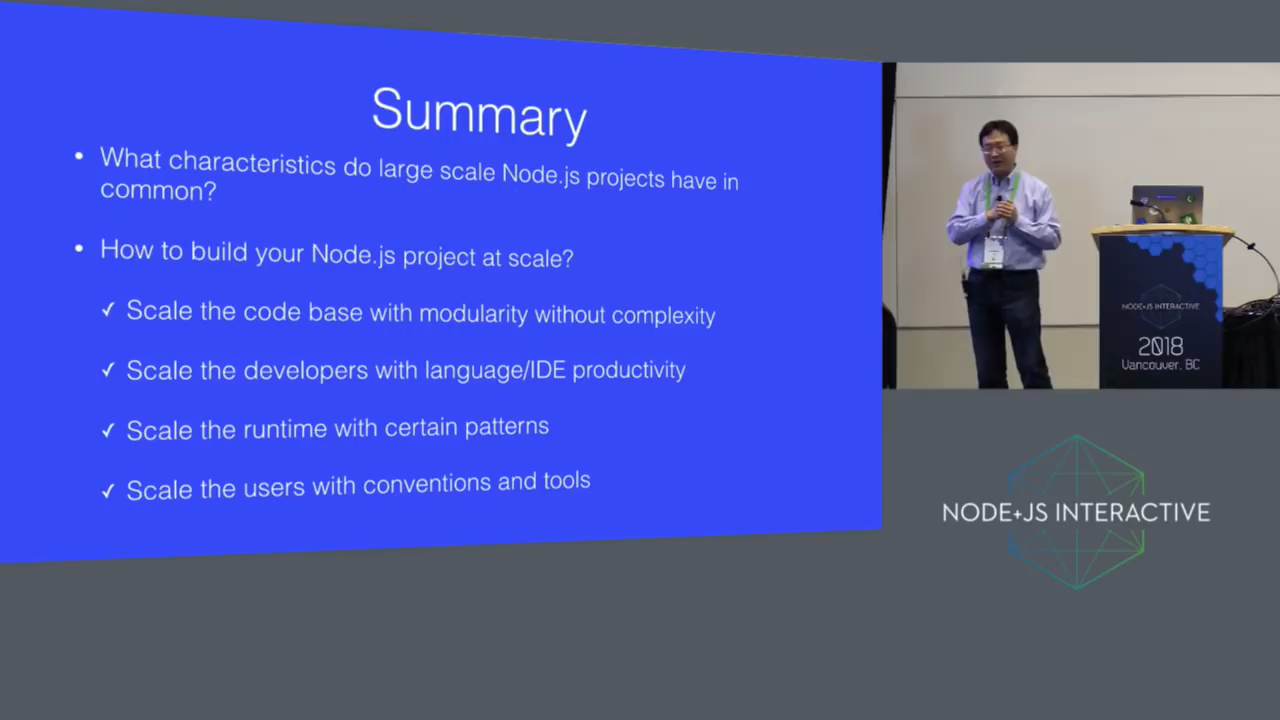 Summary
• What characteristics do large scale Node.js projects have in
common?
• How to build your Node.js project at scale?
✓ Scale the code base with modularity without complexity
✓ Scale the developers with language/IDE productivity
✓ Scale the runtime with certain patterns
✓ Scale the users with conventions and tools
NODE+JS INTERACTIVE
2018
Vancouver, BC
NODE+JS INTERACTIVE